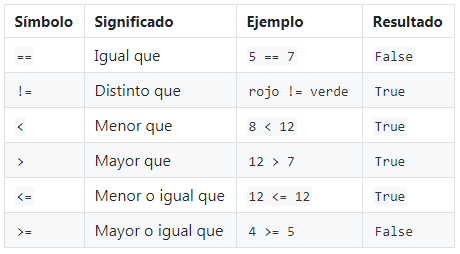 Símbolo Significado Ejemplo Resultado
== Igual que 5 == 7 False
!= Distinto que rojo != verde True
< Menor que 8 < 12 True
> Mayor que 12 > 7 True
<= Menor o igual que 12 <= 12 True
>= Mayor o igual que 4 >= 5 False